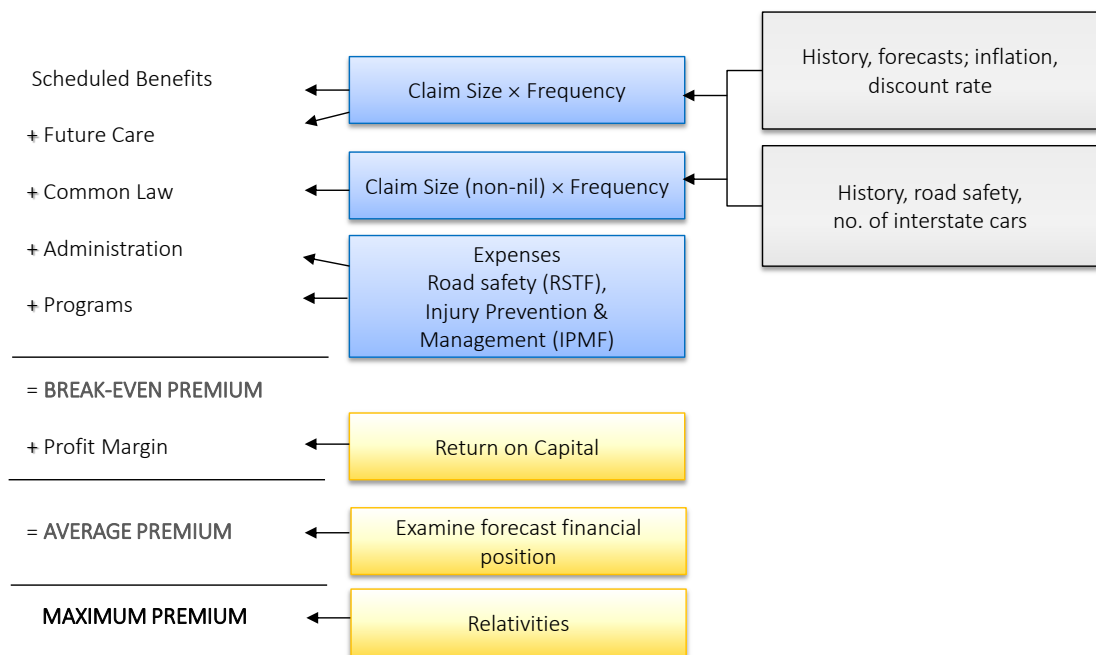 Scheduled Benefits
+ Future Care
+ Common Law
+ Administration
+ Programs
= BREAK-EVEN PREMIUM
+ Profit Margin
= AVERAGE PREMIUM
MAXIMUM PREMIUM
Claim Size × Frequency
Claim Size (non-nil) × Frequency
Expenses
Road safety (RSTF),
Injury Prevention &
Management (IPMF)
Return on Capital
Examine forecast financial
position
Relativities
History, forecasts; inflation,
discount rate
History, road safety,
no. of interstate cars